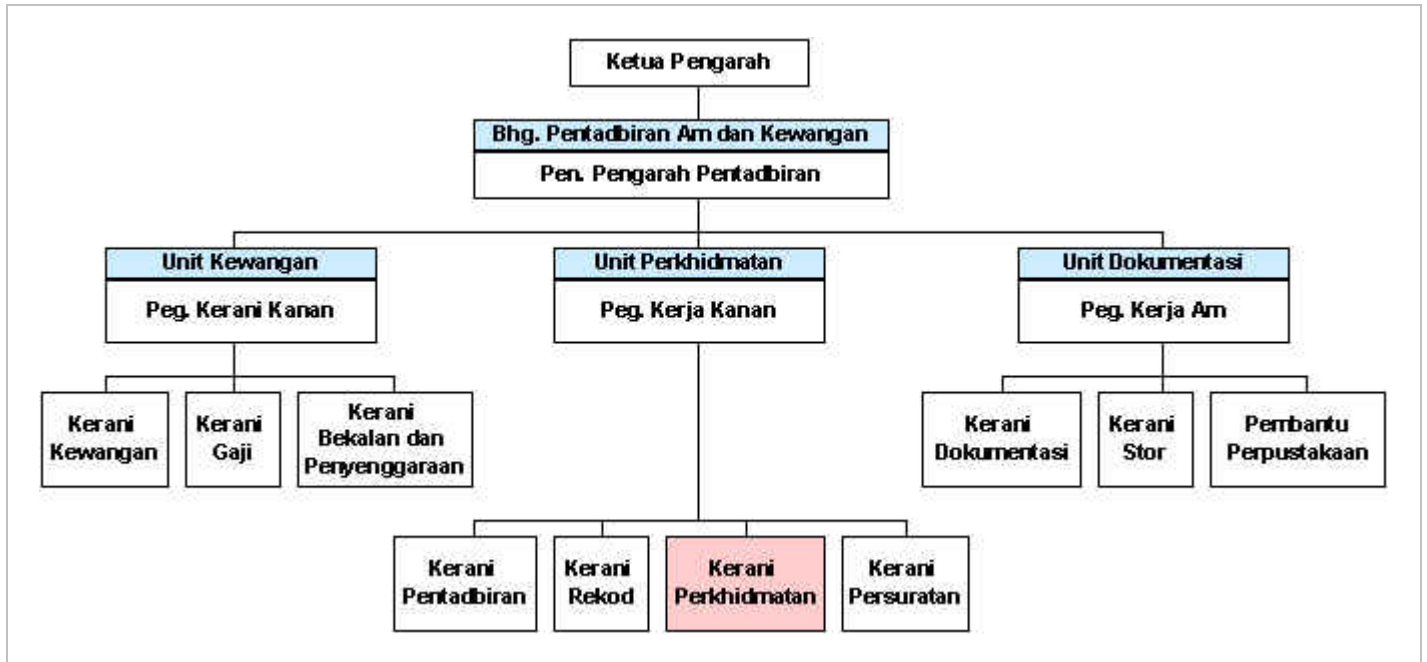 Ketua Pengarah
Bhg. Pentadbiran Am dan Kewangan
Pen. Pengarah Pentadbiran
Unit Kewangan
Peg. Kerani Kanan
Unit Perkhidmatan
Peg. Kerja Kanan
Unit Dokumentasi
Peg. Kerja Am
Kerani
Kewangan
Kerani
Gaji
Kerani
Bekalan dan
Penyenggaraan
Kerani
Dokumentasi
Kerani
Stor
Pembantu
Perpustakaan
Kerani
Pentadbiran
Kerani
Rekod
Kerani
Perkhidmatan
Kerani
Persuratan